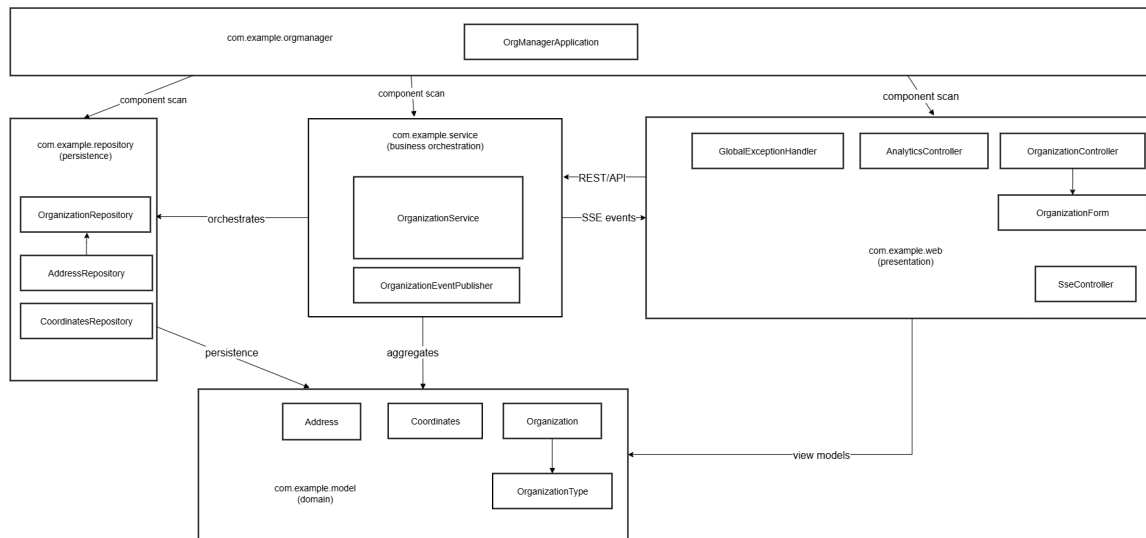 com.example.orgmanager
OrgManagerApplication
component scan
component scan
component scan
com.example.repository
(persistence)
OrganizationRepository
AddressRepository
CoordinatesRepository
orchestrates
com.example.service
(business orchestration)
OrganizationService
OrganizationEventPublisher
REST/API
SSE events
GlobalExceptionHandler
AnalyticsController
OrganizationController
OrganizationForm
com.example.web
(presentation)
SseController
persistence
aggregates
view models
Address
Coordinates
Organization
com.example.model
(domain)
OrganizationType